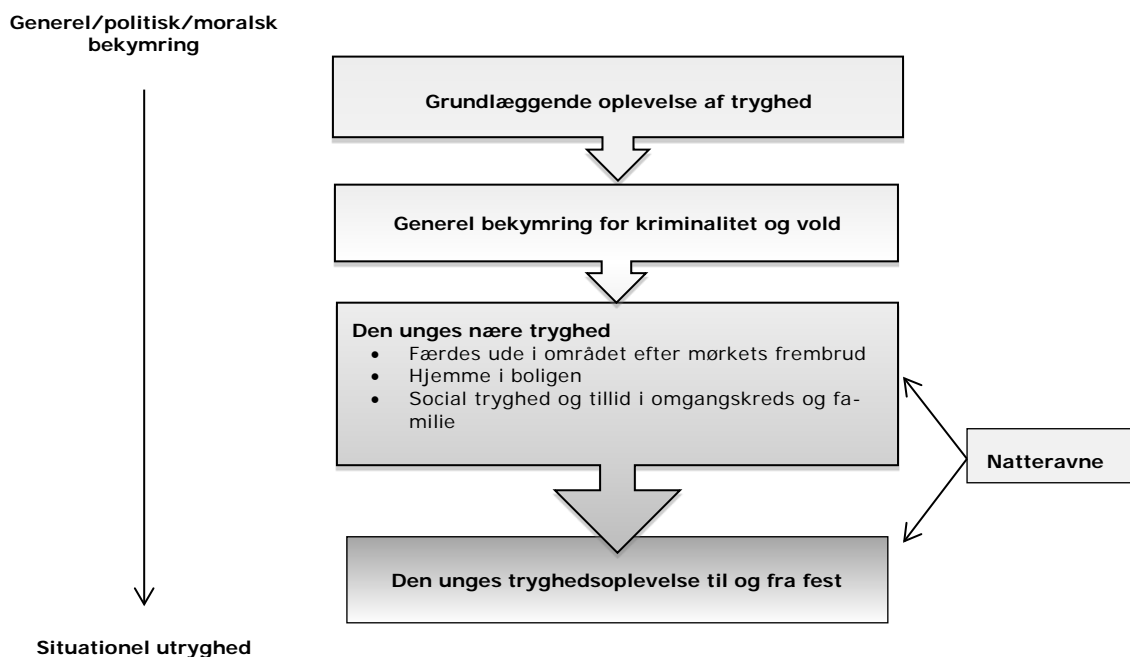 Generel/politisk/moralsk
bekymring
Grundlæggende oplevelse af tryghed
Generel bekymring for kriminalitet og vold
Den unges nære tryghed
• Færdes ude i området efter mørkets frembrud
• Hjemme i boligen
• Social tryghed og tillid i omgangskreds og fa-
milie
Natteravne
Den unges tryghedsoplevelse til og fra fest
Situationel utryghed